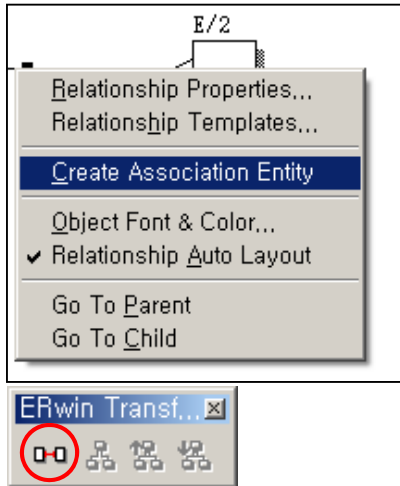 E/2
Relationship Properties,,,
Relationship Templates,,,
Create Association Entity
Object Font & Color,,,
Relationship Auto Layout
Go To Parent
Go To Child
ERwin Transf,,,